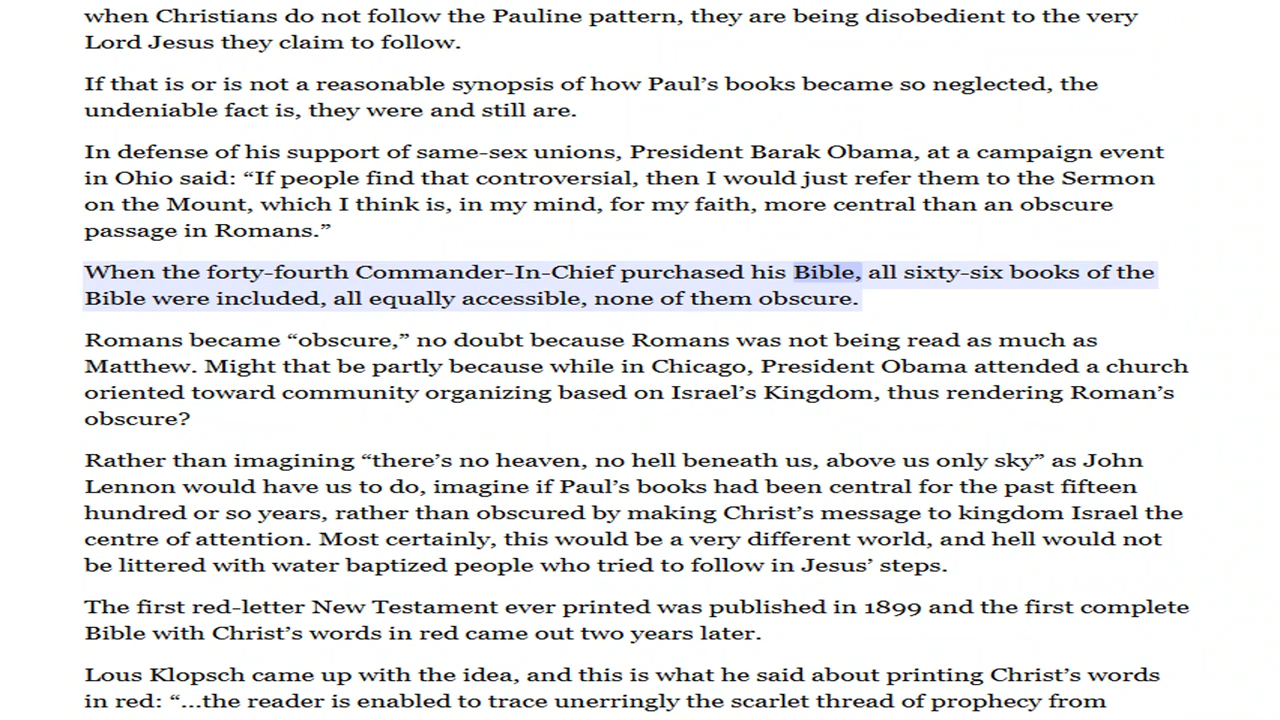 when Christians do not follow the Pauline pattern, they are being disobedient to the very
Lord Jesus they claim to follow.
If that is or is not a reasonable synopsis of how Paul’s books became so neglected, the
undeniable fact is, they were and still are.
In defense of his support of same-sex unions, President Barak Obama, at a campaign event
in Ohio said: “If people find that controversial, then I would just refer them to the Sermon
on the Mount, which I think is, in my mind, for my faith, more central than an obscure
passage in Romans.”
When the forty-fourth Commander-In-Chief purchased his Bible, all sixty-six books of the
Bible were included, all equally accessible, none of them obscure.
Romans became “obscure,” no doubt because Romans was not being read as much as
Matthew. Might that be partly because while in Chicago, President Obama attended a church
oriented toward community organizing based on Israel’s Kingdom, thus rendering Roman’s
obscure?
Rather than imagining “there’s no heaven, no hell beneath us, above us only sky” as John
Lennon would have us to do, imagine if Paul’s books had been central for the past fifteen
hundred or so years, rather than obscured by making Christ’s message to kingdom Israel the
centre of attention. Most certainly, this would be a very different world, and hell would not
be littered with water baptized people who tried to follow in Jesus’ steps.
The first red-letter New Testament ever printed was published in 1899 and the first complete
Bible with Christ’s words in red came out two years later.
Lous Klopsch came up with the idea, and this is what he said about printing Christ’s words
in red: “...the reader is enabled to trace unerringly the scarlet thread of prophecy from